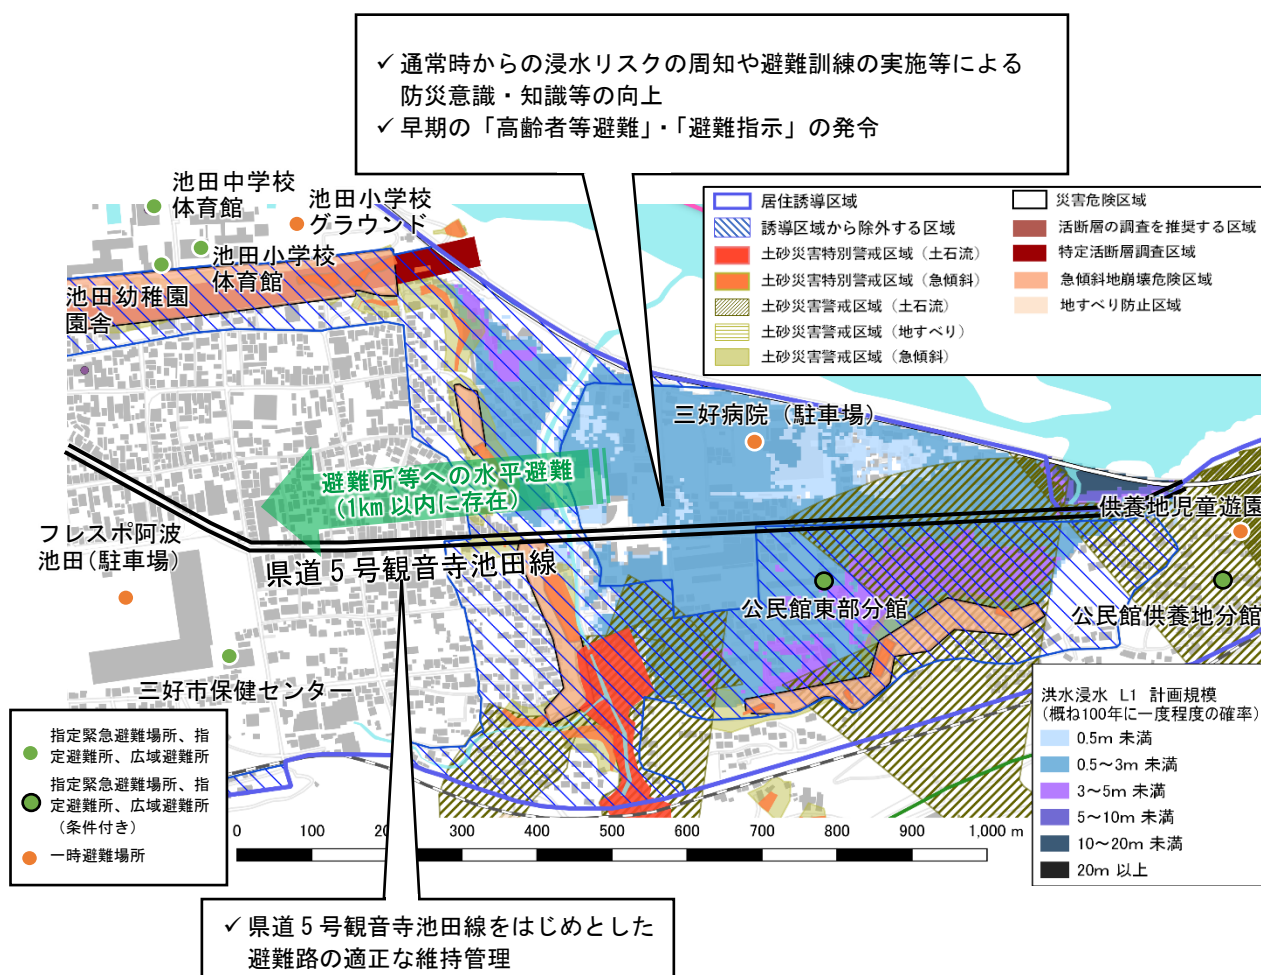 ✓ 通常時からの浸水リスクの周知や避難訓練の実施等による
防災意識・知識等の向上
✓ 早期の「高齢者等避難」・「避難指示」の発令
池田中学校
体育館
池田小学校
グラウンド
池田小学校
体育館
池田幼稚園
園舎
居住誘導区域
誘導区域から除外する区域
土砂災害特別警戒区域（土石流）
土砂災害特別警戒区域（急傾斜）
土砂災害警戒区域（土石流）
土砂災害警戒区域（地すべり）
土砂災害警戒区域（急傾斜）
災害危険区域
活断層の調査を推奨する区域
特定活断層調査区域
急傾斜地崩壊危険区域
地すべり防止区域
三好病院（駐車場）
避難所等への水平避難
（1km 以内に存在）
供養地児童遊園
フレスポ阿波
池田（駐車場）
県道５号観音寺池田線
公民館東部分館
公民館供養地分館
三好市保健センター
指定緊急避難場所、指
定避難所、広域避難所
指定緊急避難場所、指
定避難所、広域避難所
（条件付き）
一時避難場所
洪水浸水 L1 計画規模
（概ね100年に一度程度の確率）
0.5m 未満
0.5～3m 未満
3～5m 未満
5～10m 未満
10～20m 未満
20m 以上
0 100 200 300 400 500 600 700 800 900 1,000 m
✓ 県道５号観音寺池田線をはじめとした
避難路の適正な維持管理